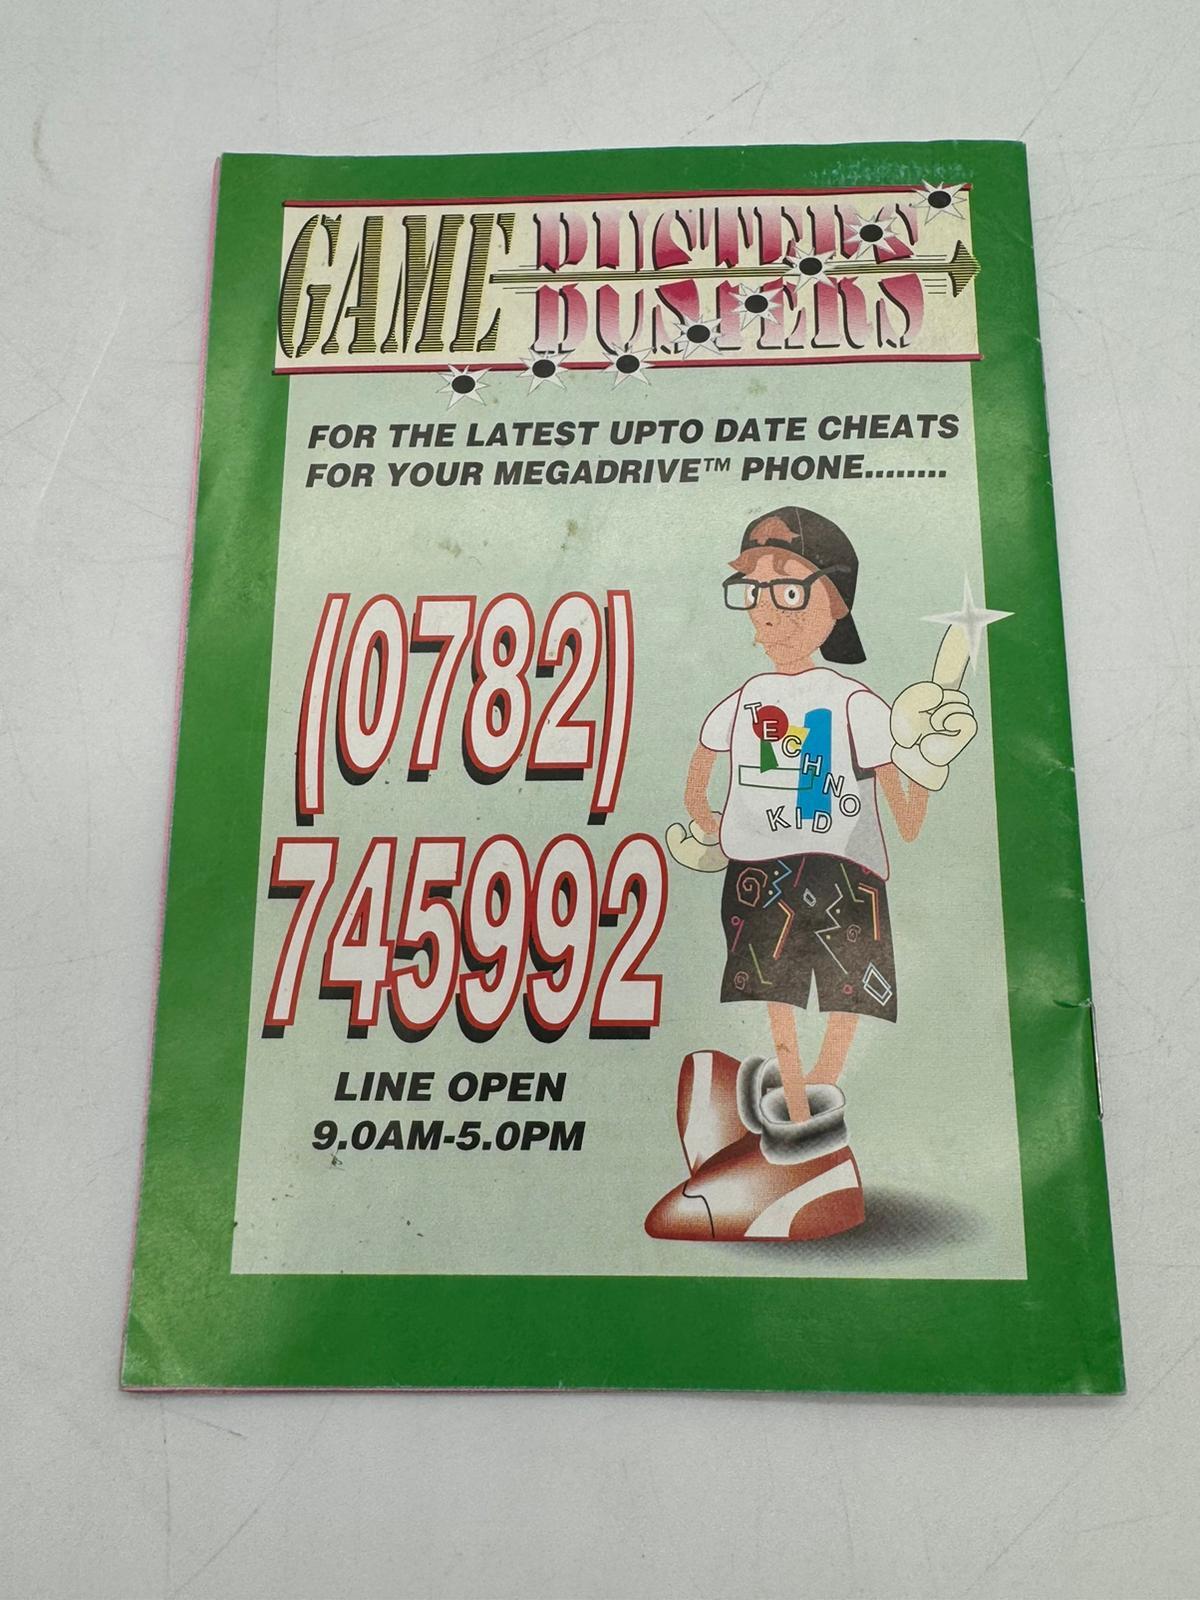 GAME BUSTERS
FOR THE LATEST UPTO DATE CHEATS
FOR YOUR MEGADRIVE™ PHONE........
(0782)
745992
TECHNO
KID
LINE OPEN
9.0AM-5.0PM